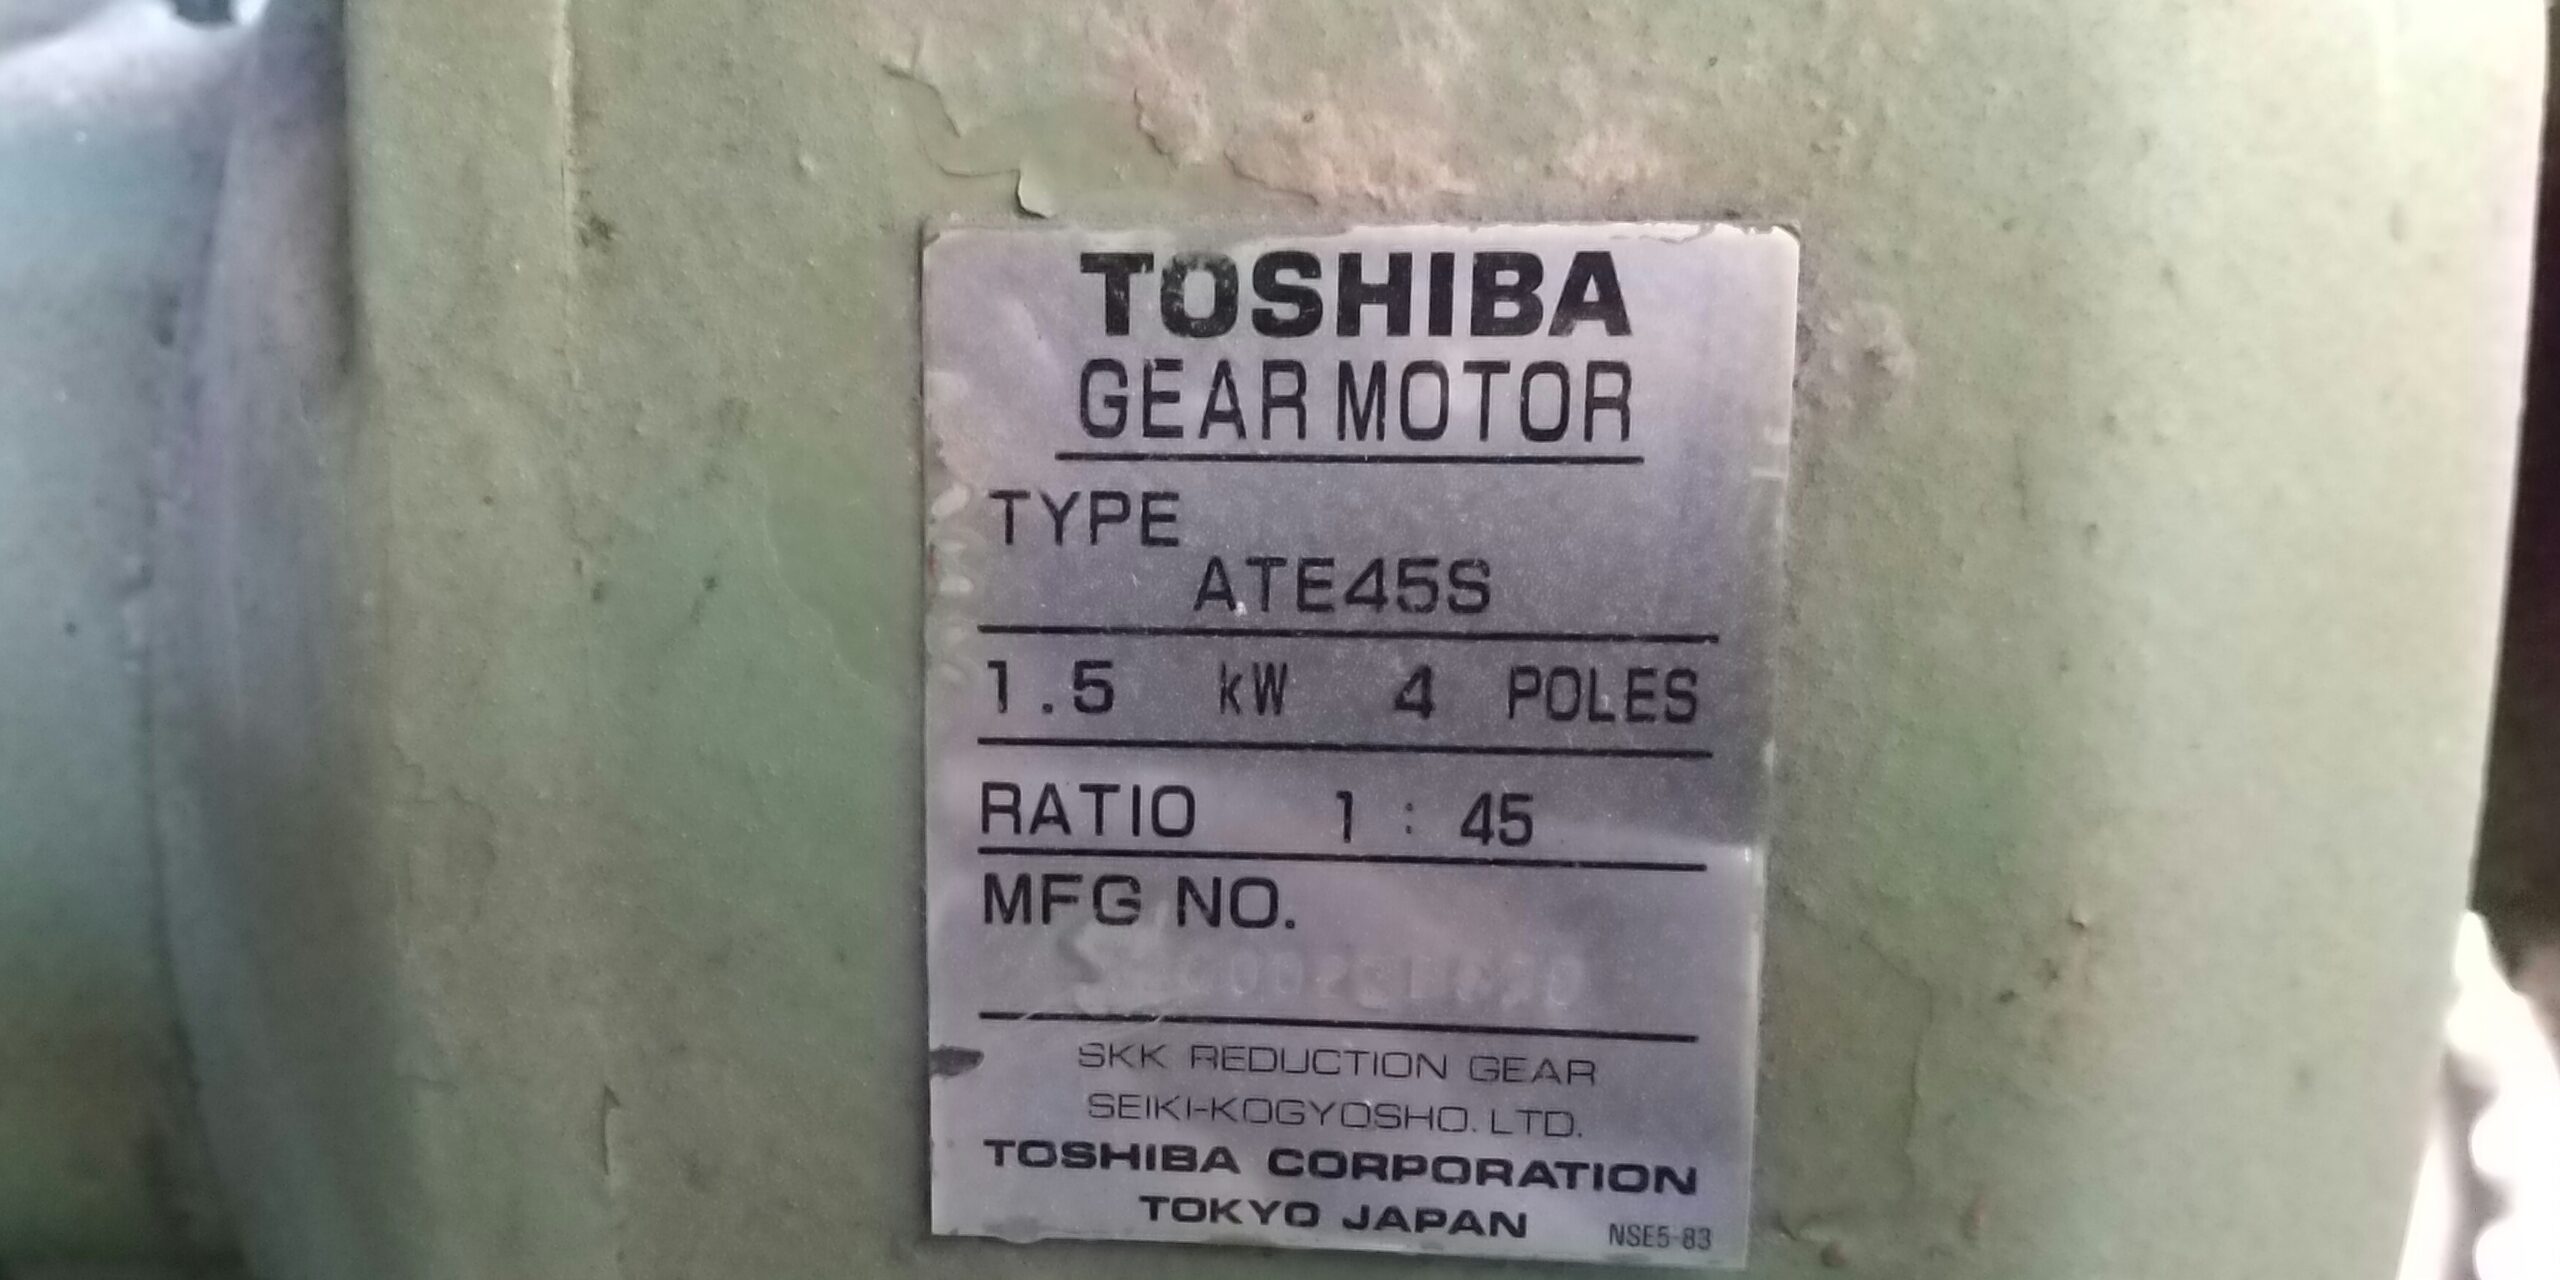 TOSHIBA
GEAR MOTOR
TYPE
ATE45S
1.5 kW 4 POLES
RATIO 1 : 45
MFG NO.
SKK REDUCTION GEAR
SEIKI-KOGYOSHO. LTD.
TOSHIBA CORPORATION
TOKYO JAPAN NSE5-83